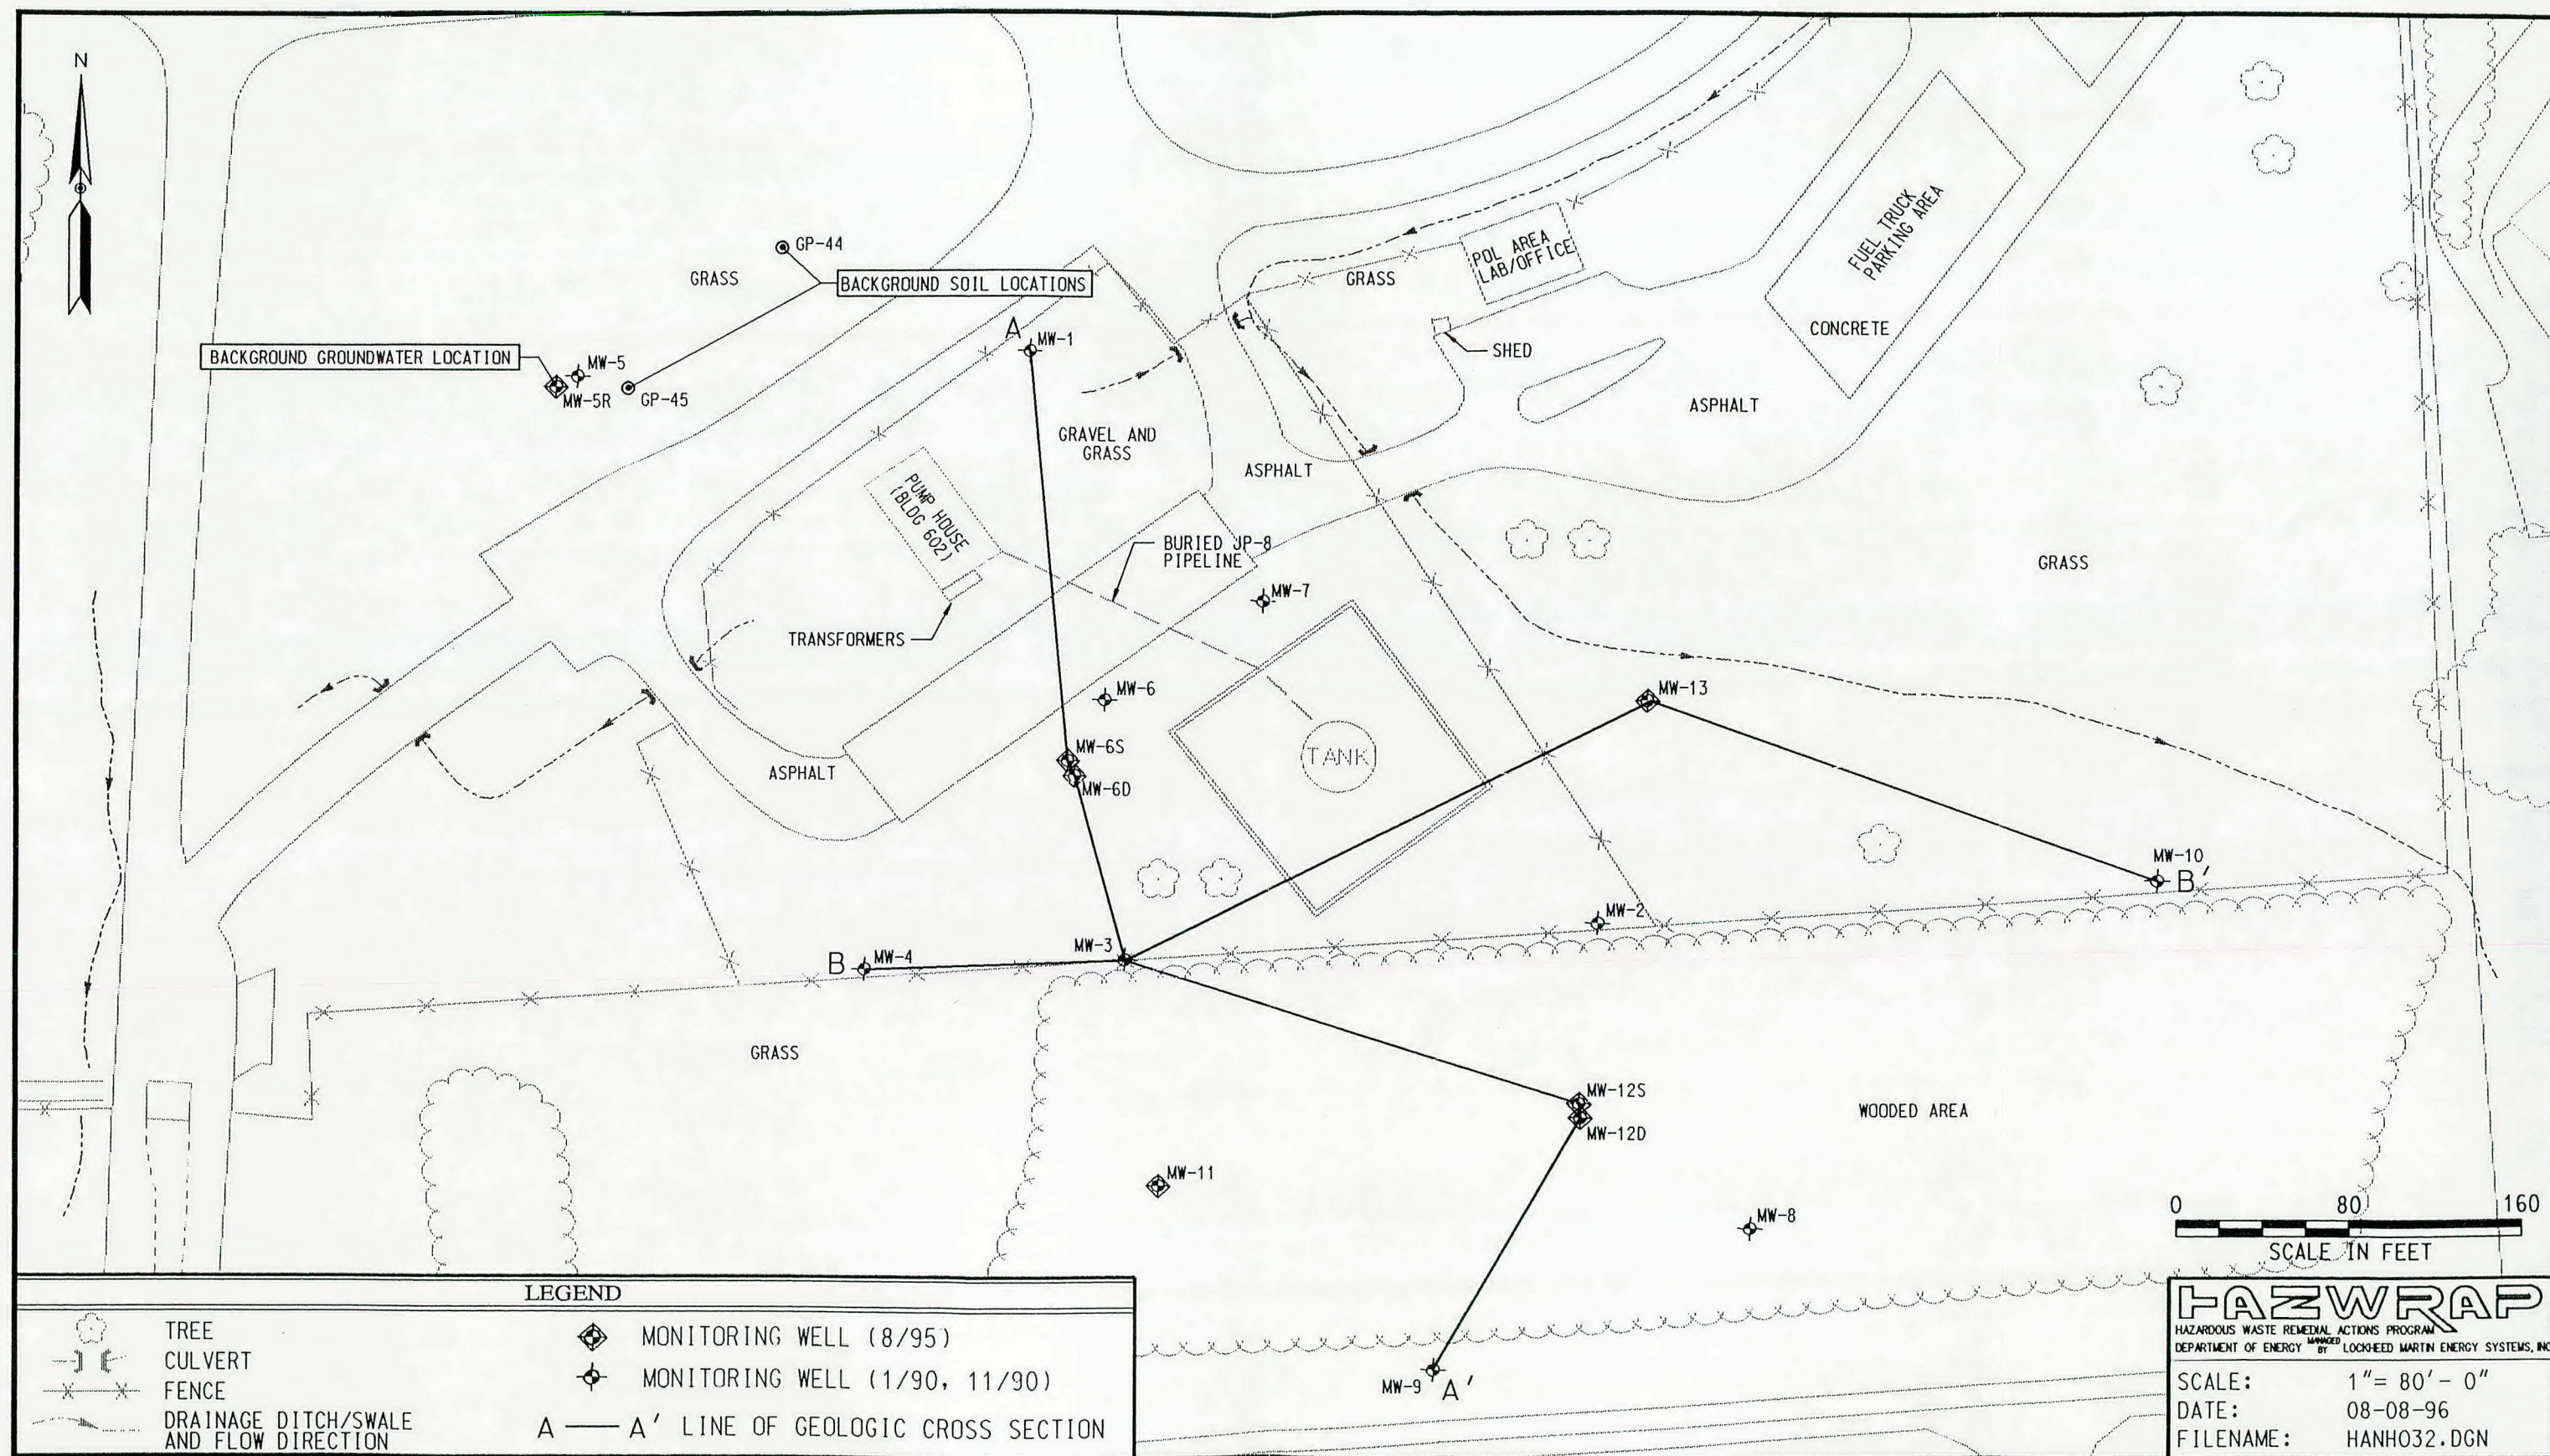 N
GP-44
GRASS
BACKGROUND SOIL LOCATIONS
A
MW-1
BACKGROUND GROUNDWATER LOCATION
MW-5
MW-5R
GP-45
GRAVEL AND
GRASS
PUMP HOUSE
(BLDG 602)
ASPHALT
BURIED JP-8
PIPELINE
TRANSFORMERS
GRASS
POL AREA
LAB/OFFICE
SHED
FUEL TRUCK
PARKING AREA
CONCRETE
ASPHALT
GRASS
MW-7
MW-6
MW-6S
MW-6D
ASPHALT
TANK
MW-13
MW-10
B'
MW-2
B
MW-4
MW-3
GRASS
MW-12S
MW-12D
WOODED AREA
MW-11
MW-8
MW-9
A'
0 80 160
SCALE IN FEET
LEGEND
TREE
CULVERT
FENCE
DRAINAGE DITCH/SWALE
AND FLOW DIRECTION
MONITORING WELL (8/95)
MONITORING WELL (1/90, 11/90)
A A' LINE OF GEOLOGIC CROSS SECTION
HAZWRAP
HAZARDOUS WASTE REMEDIAL ACTIONS PROGRAM
DEPARTMENT OF ENERGY MANAGED BY LOCKHEED MARTIN ENERGY SYSTEMS, INC
SCALE: 1"= 80'- 0"
DATE: 08-08-96
FILENAME: HANHO32.DGN